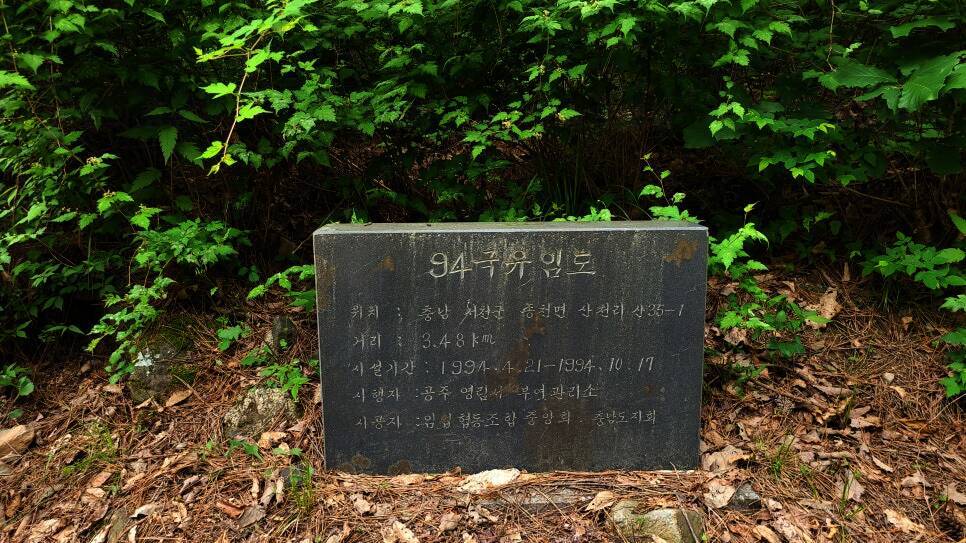 94국유임도
위치 : 충남 서천군 종천면 산천리 산35-1
거리 : 3.48km
시설기간 : 1994.4.21-1994.10.17
시행자 : 공주영림서 부여관리소
시공자 : 임업협동조합중앙회 충남도지회